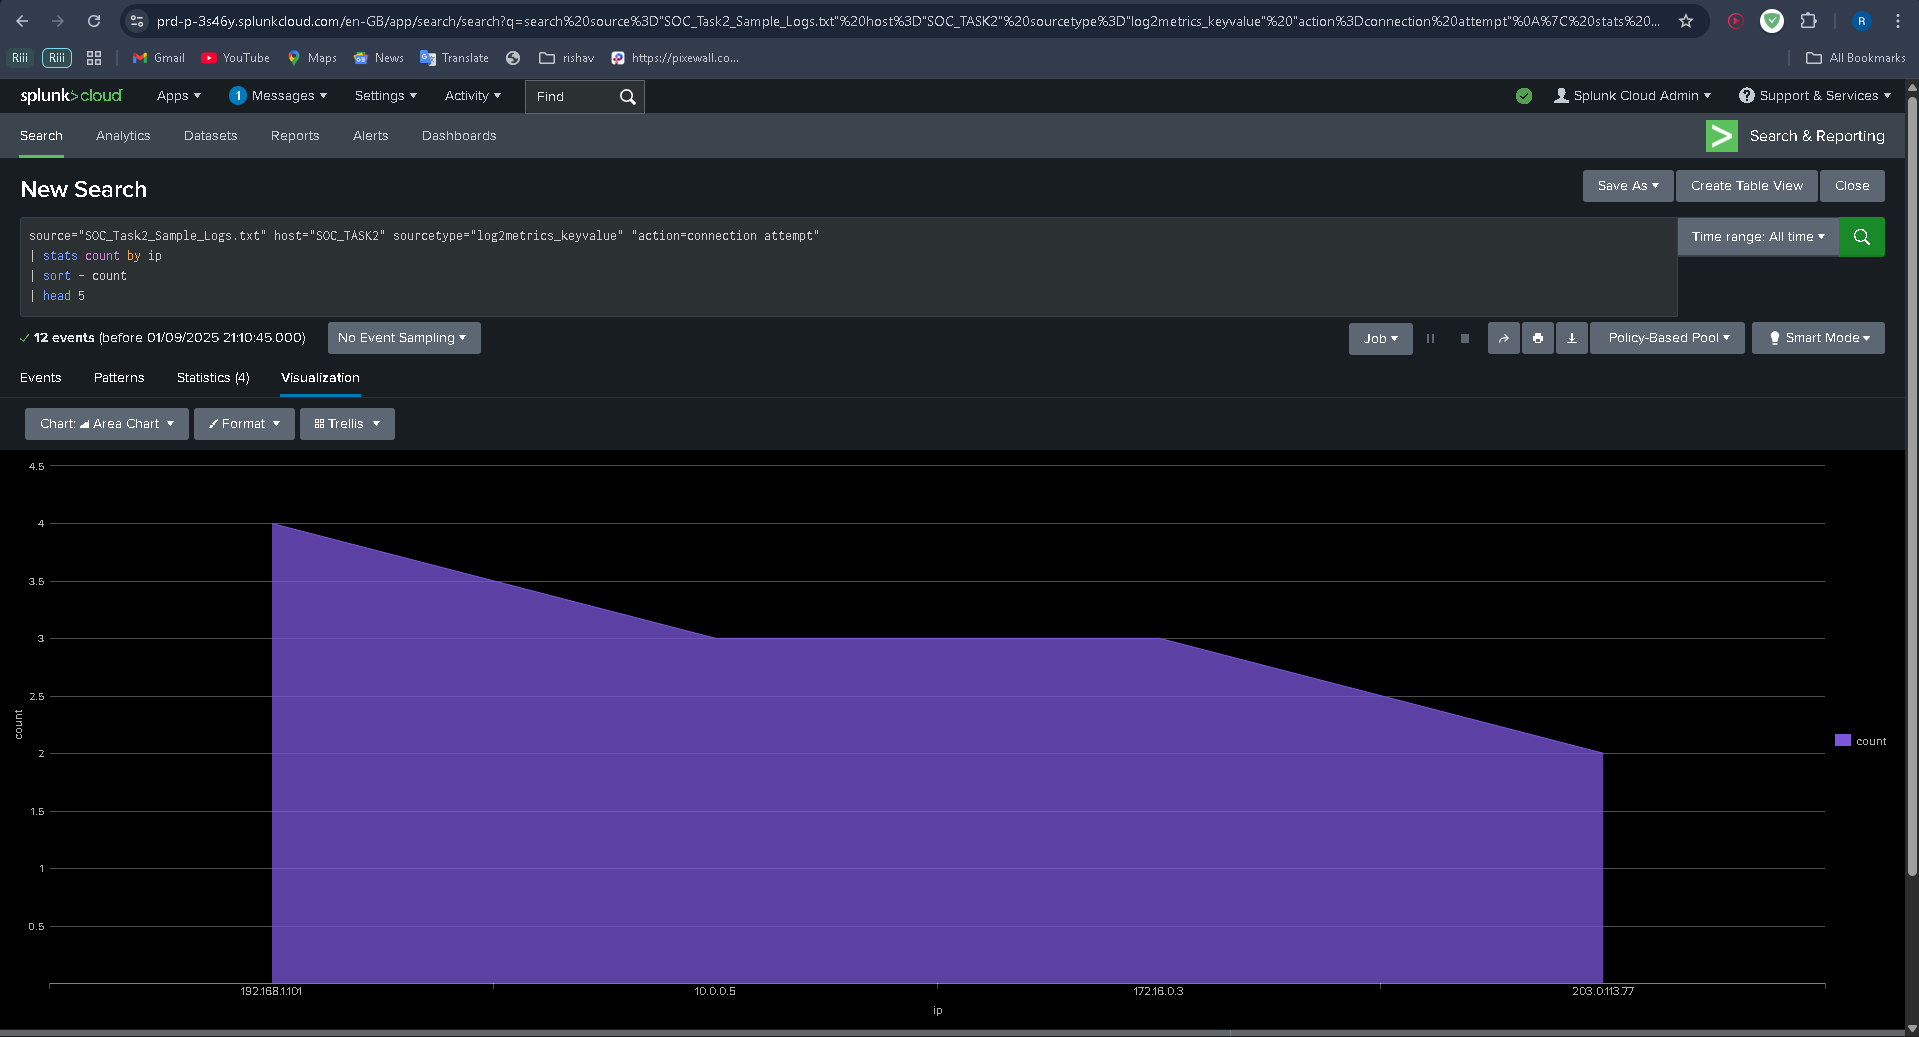 prd-p-3s46y.splunkcloud.com/en-GB/app/search/search?q=search%20source%3D"SOC_Task2_Sample_Logs.txt"%20host%3D"SOC_TASK2"%20sourcetype%3D"log2metrics_keyvalue"%20"action%3Dconnection%20attempt"%0A%7C%20stats%20...
R
Riii
Riii
Gmail
YouTube
Maps
News
Translate
rishav
https://pixewall.co...
All Bookmarks
splunk>cloud
Apps
1
Messages
Settings
Activity
Find
Splunk Cloud Admin
Support & Services
Search
Analytics
Datasets
Reports
Alerts
Dashboards
Search & Reporting
New Search
Save As
Create Table View
Close
source="SOC_Task2_Sample_Logs.txt" host="SOC_TASK2" sourcetype="log2metrics_keyvalue" "action=connection attempt"
| stats count by ip
| sort - count
| head 5
Time range: All time
12 events (before 01/09/2025 21:10:45.000)
No Event Sampling
Job
Policy-Based Pool
Smart Mode
Events
Patterns
Statistics (4)
Visualization
Chart: Area Chart
Format
Trellis
4.5
4
3.5
3
2.5
2
1.5
1
0.5
count
count
192.168.1.101
10.0.0.5
172.16.0.3
203.0.113.77
ip